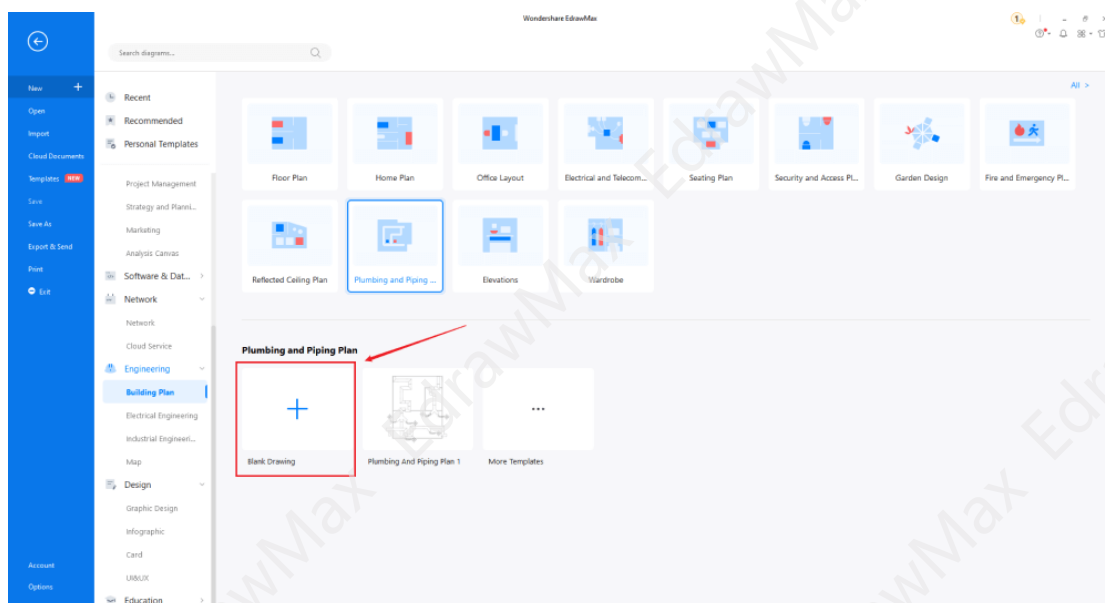 Wondershare EdrawMax
Search diagrams...
New
Open
Import
Cloud Documents
Templates NEW
Save
Save As
Export & Send
Print
Exit
Account
Options
Recent
Recommended
Personal Templates
Project Management
Strategy and Planni...
Marketing
Analysis Canvas
Software & Dat...
Network
Network
Cloud Service
Engineering
Building Plan
Electrical Engineering
Industrial Engineeri...
Map
Design
Graphic Design
Infographic
Card
UI&UX
Education
All >
Floor Plan
Home Plan
Office Layout
Electrical and Telecom...
Seating Plan
Security and Access Pl...
Garden Design
Fire and Emergency Pl...
Reflected Ceiling Plan
Plumbing and Piping ...
Elevations
Wardrobe
Plumbing and Piping Plan
Blank Drawing
Plumbing And Piping Plan 1
More Templates
EdrawMax
EdrawMax